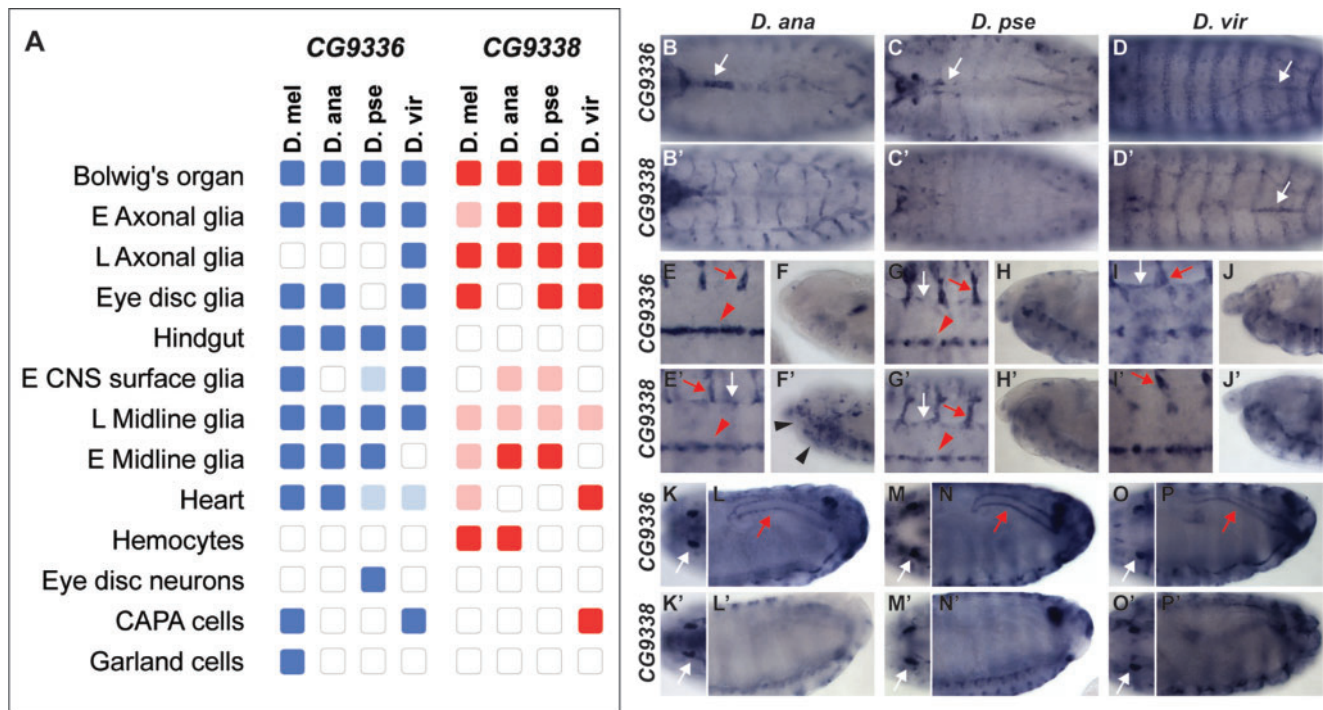 A
CG9336 CG9338
D. mel D. ana D. pse D. vir D. mel D. ana D. pse D. vir
Bolwig's organ
E Axonal glia
L Axonal glia
Eye disc glia
Hindgut
E CNS surface glia
L Midline glia
E Midline glia
Heart
Hemocytes
Eye disc neurons
CAPA cells
Garland cells
D. ana D. pse D. vir
CG9336 B C D
CG9338 B' C' D'
CG9336 E F G H I J
CG9338 E' F' G' H' I' J'
CG9336 K L M N O P
CG9338 K' L' M' N' O' P'